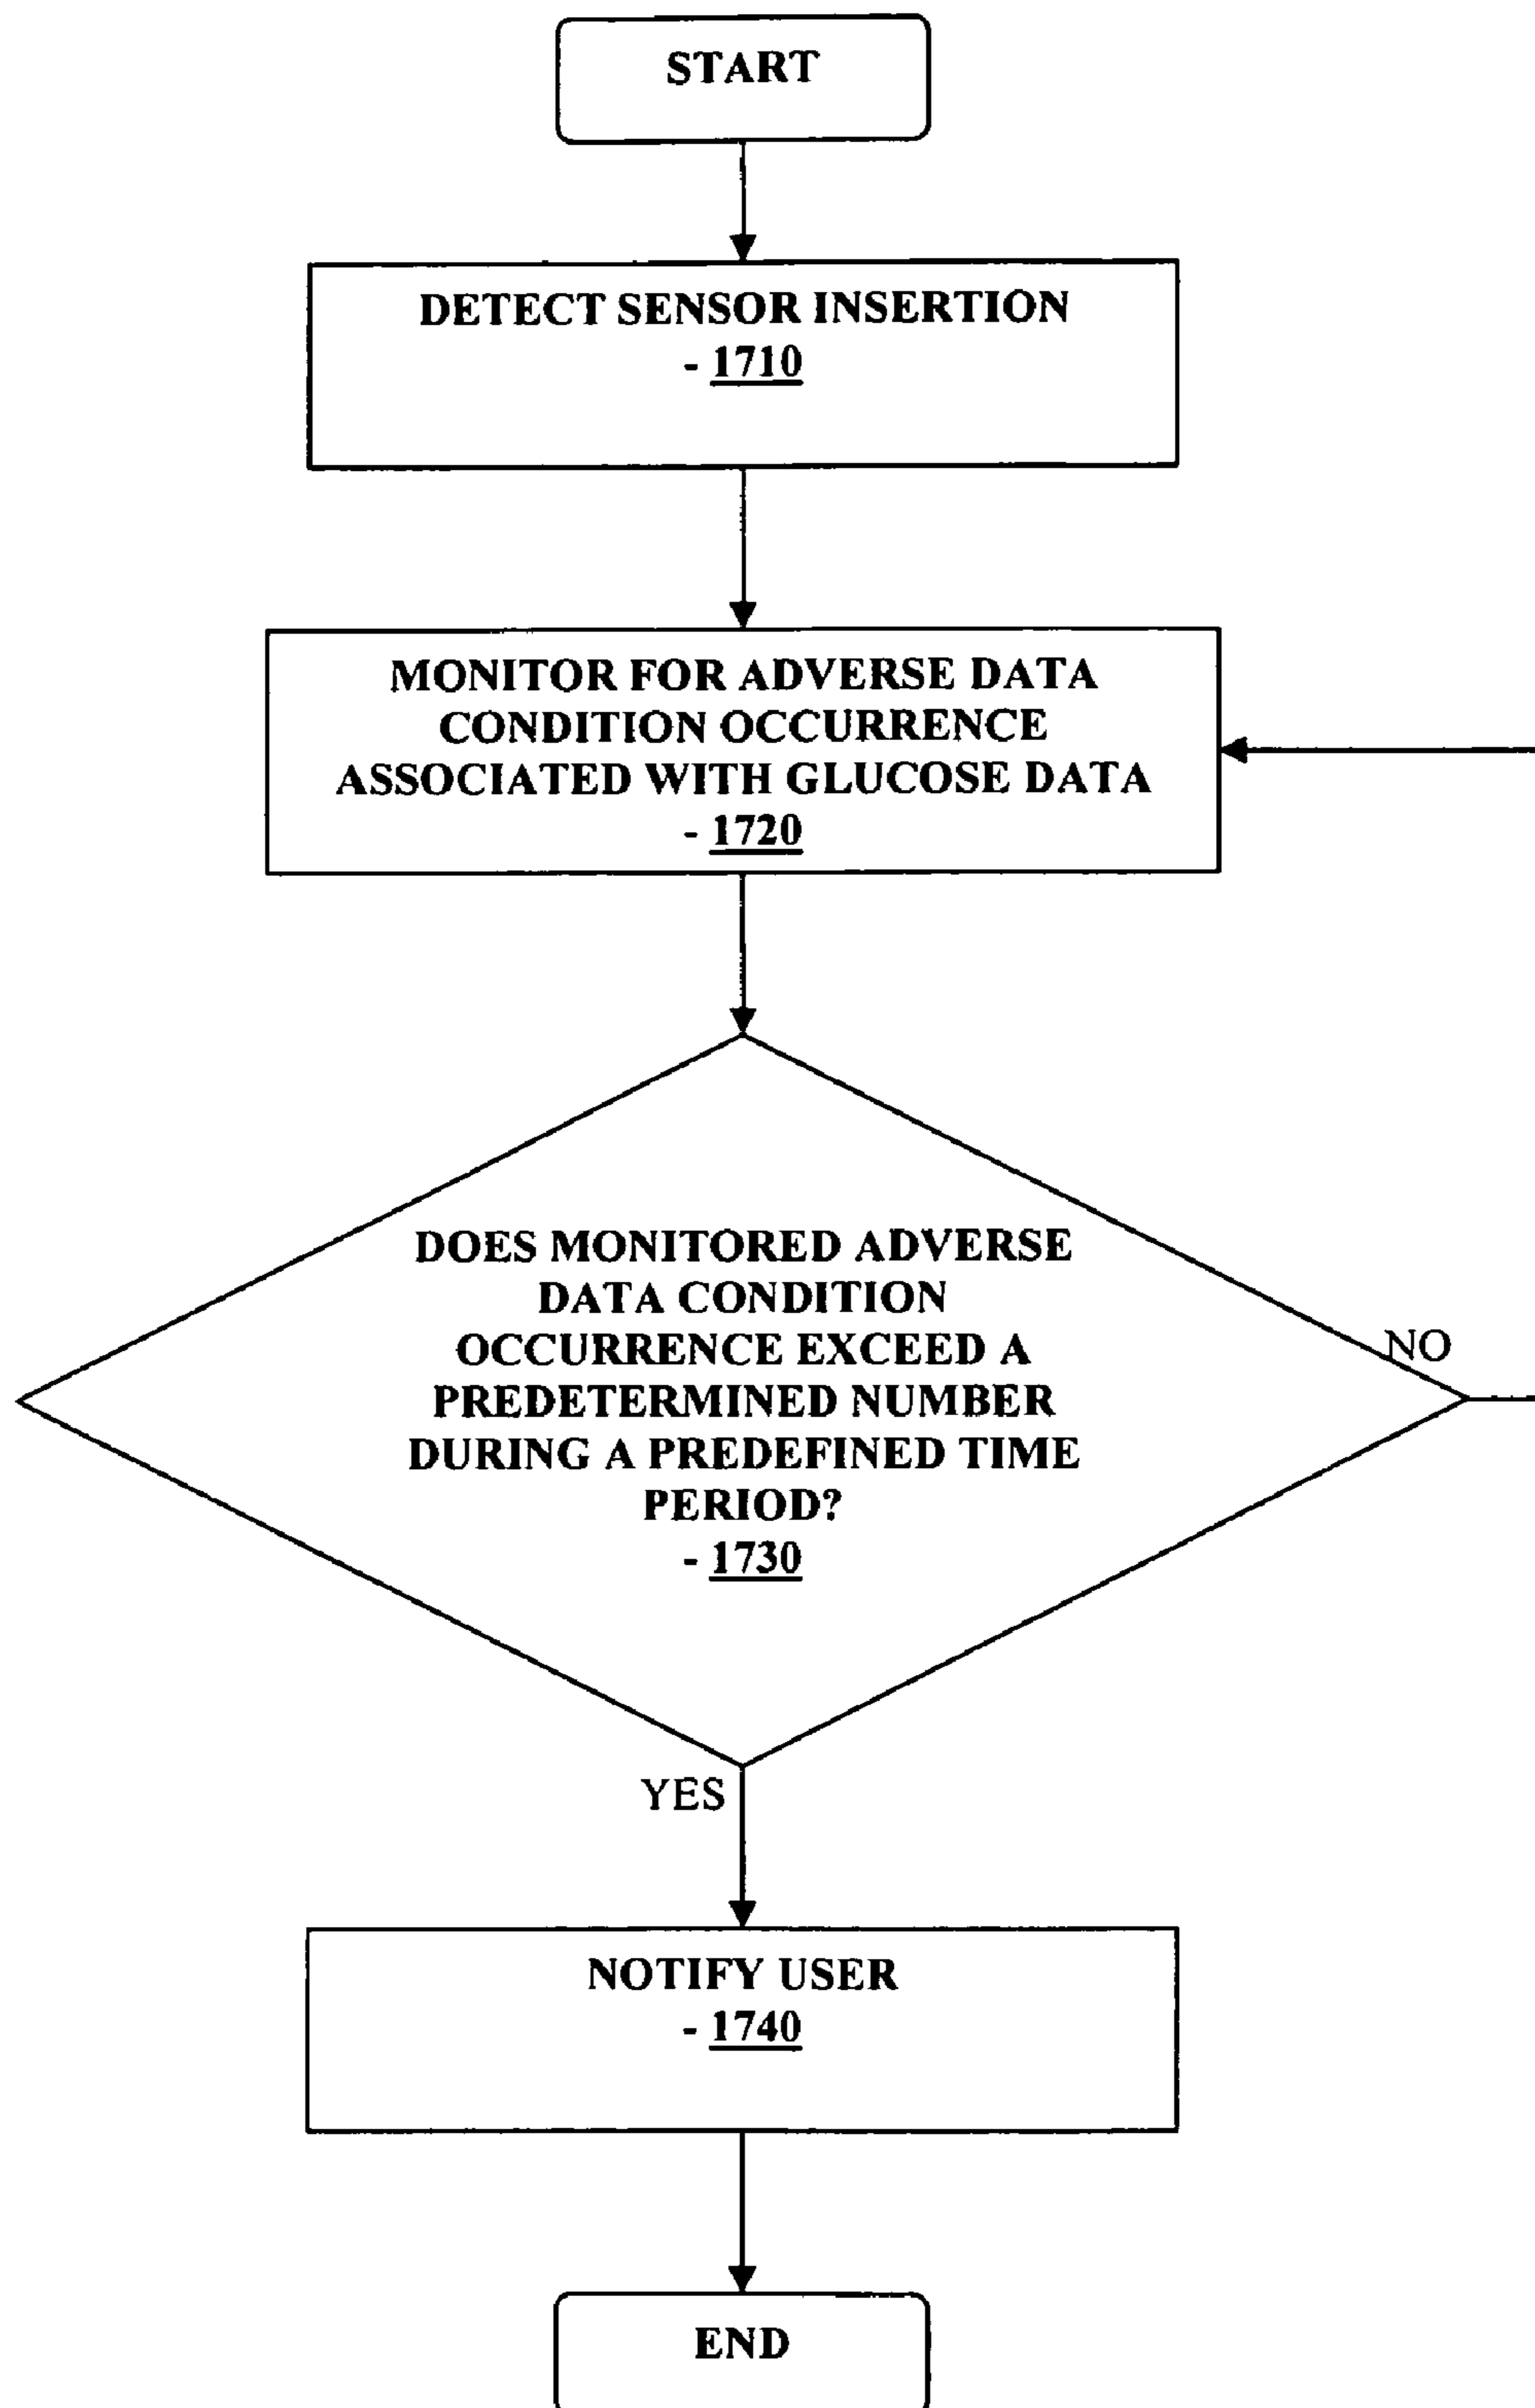 START
DETECT SENSOR INSERTION
- 1710
MONITOR FOR ADVERSE DATA
CONDITION OCCURRENCE
ASSOCIATED WITH GLUCOSE DATA
- 1720
DOES MONITORED ADVERSE
DATA CONDITION
OCCURRENCE EXCEED A
PREDETERMINED NUMBER
DURING A PREDEFINED TIME
PERIOD?
- 1730
NO
YES
NOTIFY USER
- 1740
END